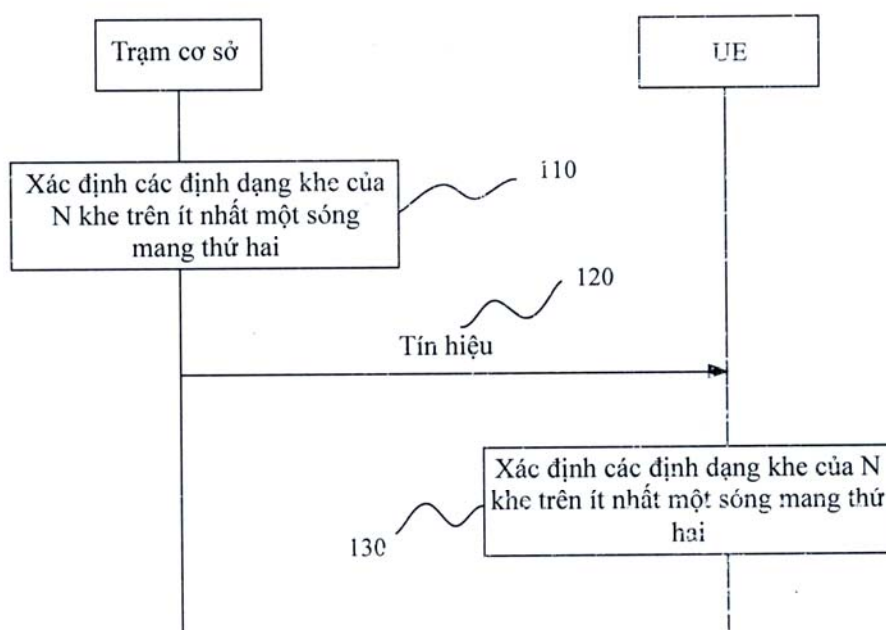 Trạm cơ sở
UE
Xác định các định dạng khe của
N khe trên ít nhất một sóng
mang thứ hai
110
120
Tín hiệu
Xác định các định dạng khe của N
khe trên ít nhất một sóng mang thứ
hai
130